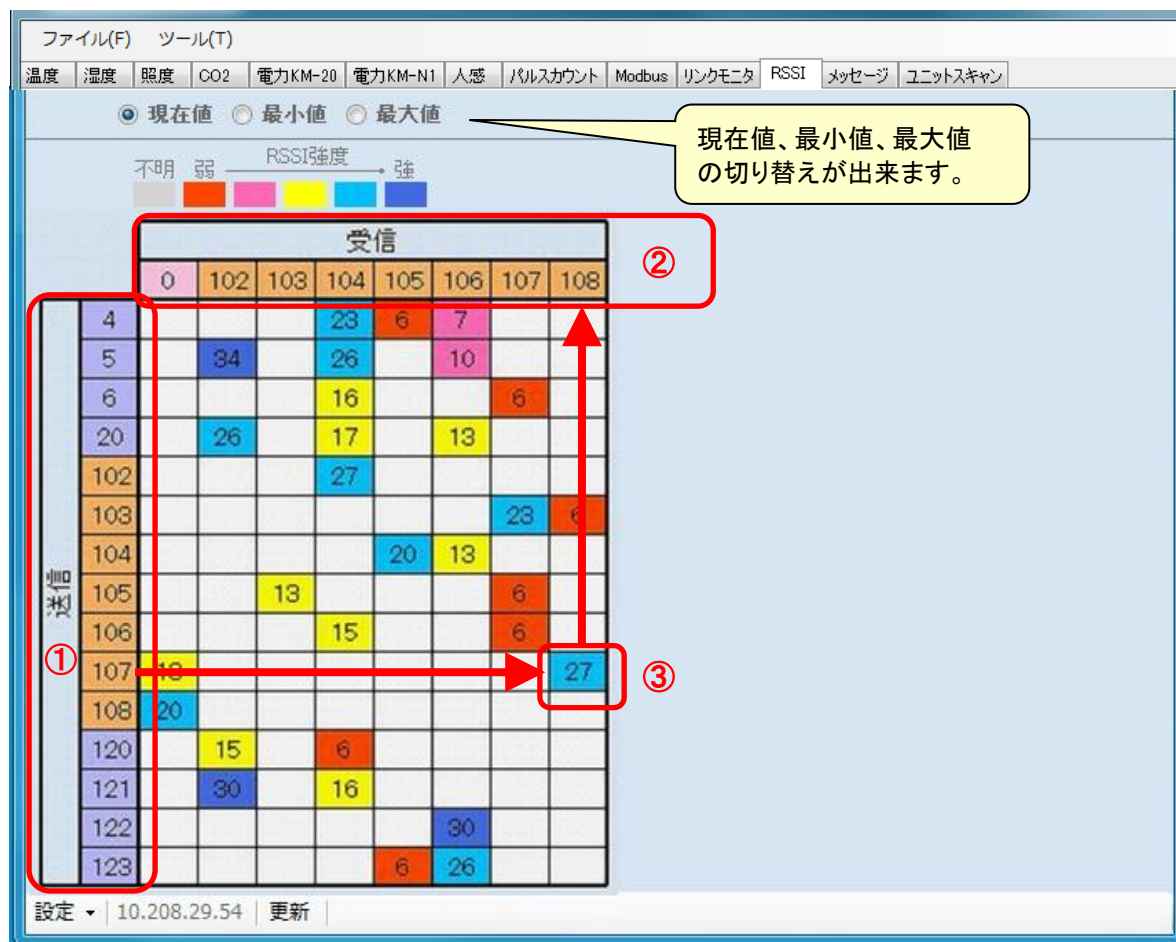 ファイル(F) ツール(T)
温度 湿度 照度 CO2 電力KM-20 電力KM-N1 人感 パルスカウント Modbus リンクモニタ RSSI メッセージ ユニットスキャン
現在値 最小値 最大値
現在値、最小値、最大値
の切り替えが出来ます。
不明 弱 RSSI強度 強
受信
②
0 102 103 104 105 106 107 108
送信
①
4 23 6 7
5 34 26 10
6 16 6
20 26 17 13
102 27
103 23 6
104 20 13
105 13 6
106 15 6
107 27
③
108 20
120 15 6
121 30 16
122 30
123 6 26
設定 10.208.29.54 更新